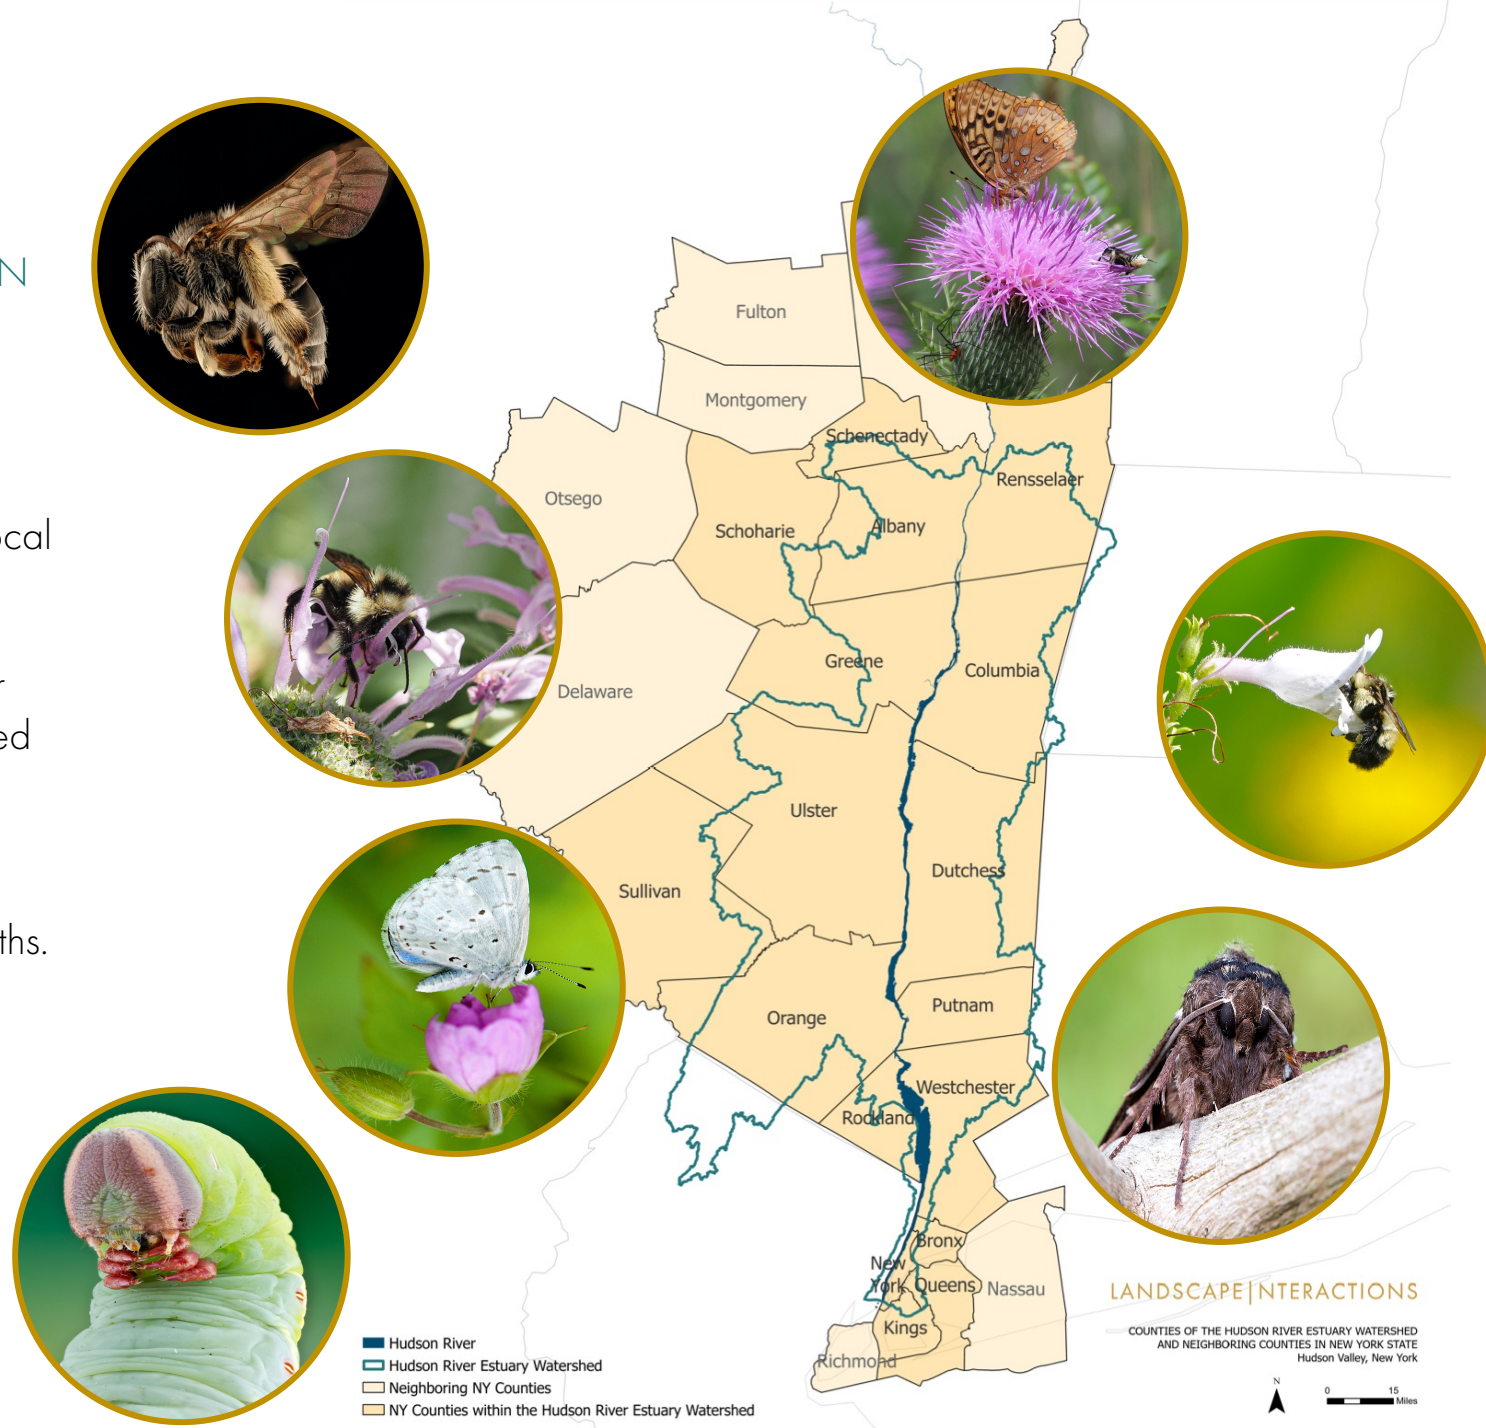 N
ocal
r
ed
ths.
Fulton
Montgomery
Schenectady
Otsego
Rensselaer
Schoharie
Albany
Greene
Columbia
Delaware
Ulster
Sullivan
Dutchess
Orange
Putnam
Westchester
Rockland
Bronx
New
York
Queens
Nassau
Kings
Richmond
Hudson River
Hudson River Estuary Watershed
Neighboring NY Counties
NY Counties within the Hudson River Estuary Watershed
LANDSCAPE|NTERACTIONS
COUNTIES OF THE HUDSON RIVER ESTUARY WATERSHED
AND NEIGHBORING COUNTIES IN NEW YORK STATE
Hudson Valley, New York
N
0 15
Miles